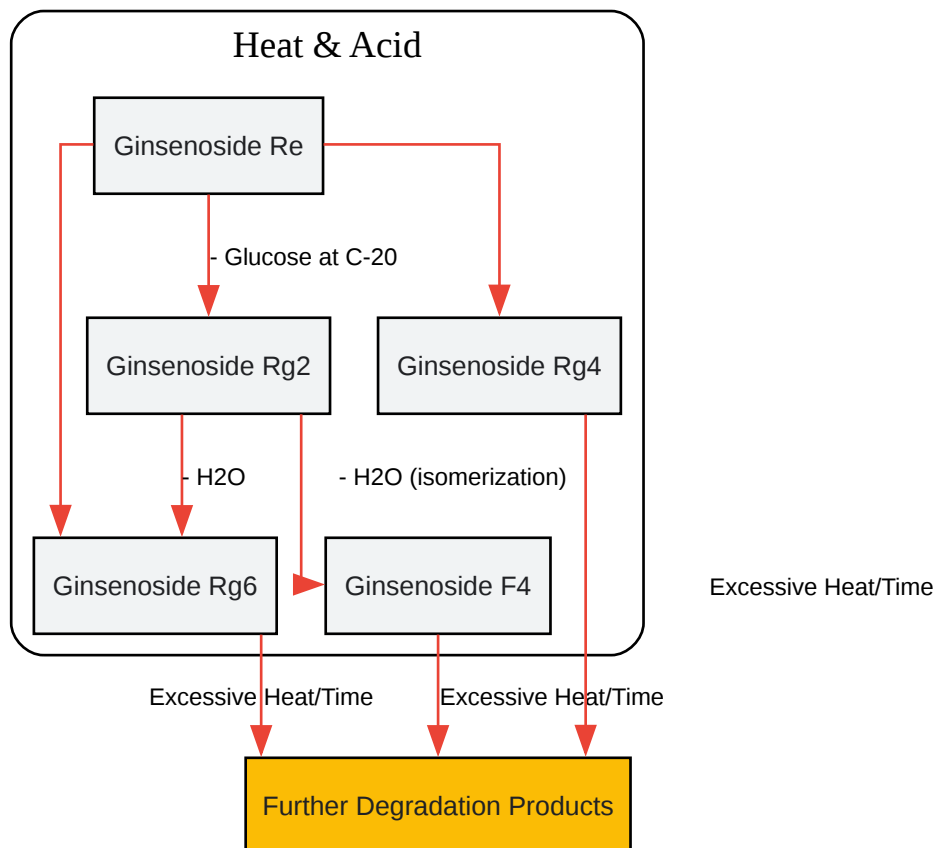 Heat & Acid
Ginsenoside Re
- Glucose at C-20
Ginsenoside Rg2
Ginsenoside Rg4
- H2O
- H2O (isomerization)
Ginsenoside Rg6
Ginsenoside F4
Excessive Heat/Time
Excessive Heat/Time
Excessive Heat/Time
Further Degradation Products